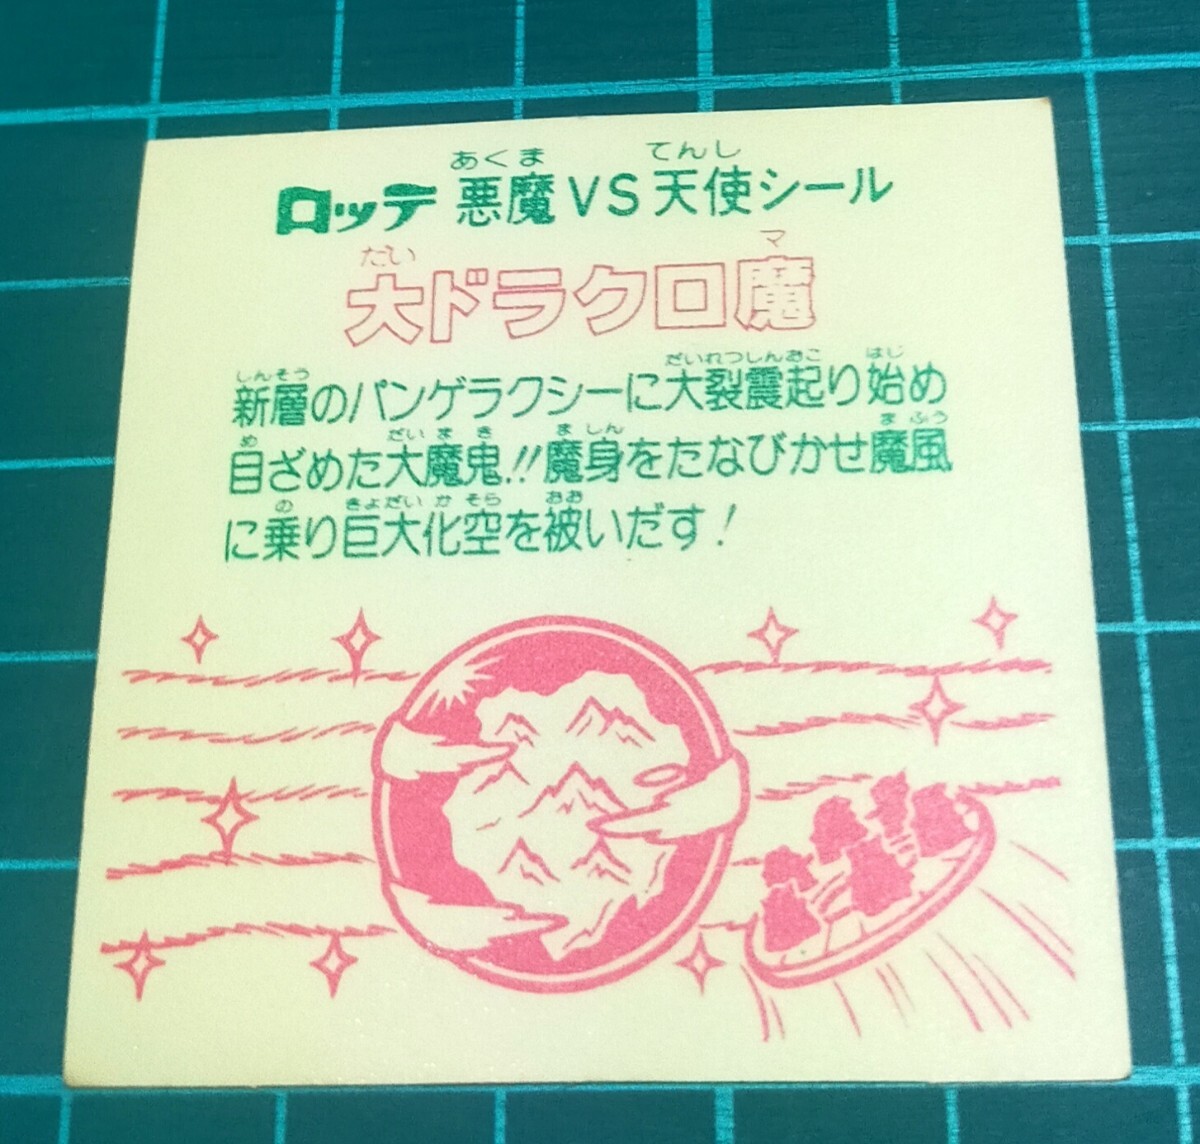 ロッテ 悪魔VS天使シール
大ドラクロ魔
新層のパンゲラクシーに大裂震起り始め
目ざめた大魔鬼!!魔身をたなびかせ魔風
に乗り巨大化空を被いだす!